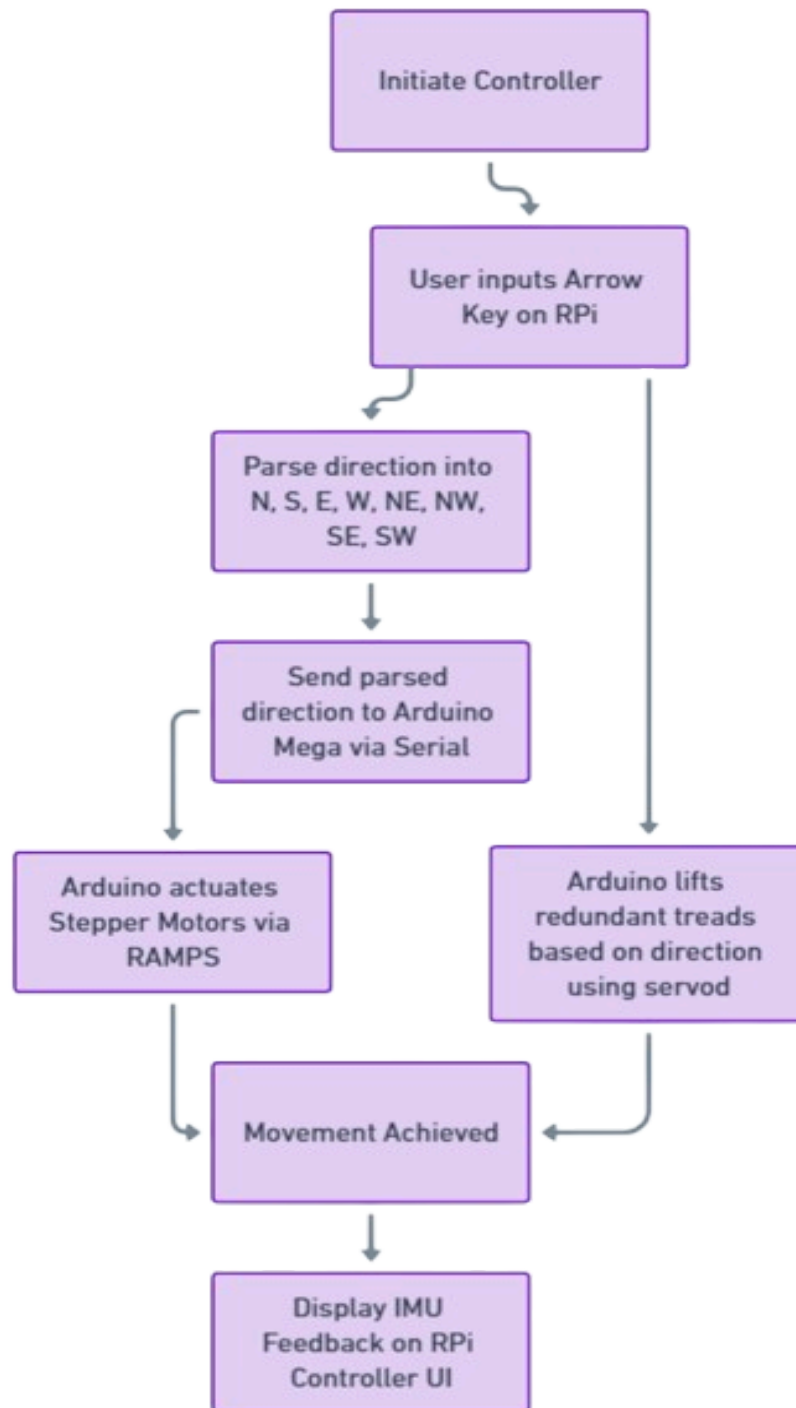 Initiate Controller
User inputs Arrow
Key on RPi
Parse direction into
N, S, E, W, NE, NW,
SE, SW
Send parsed
direction to Arduino
Mega via Serial
Arduino actuates
Stepper Motors via
RAMPS
Arduino lifts
redundant treads
based on direction
using servod
Movement Achieved
Display IMU
Feedback on RPi
Controller UI